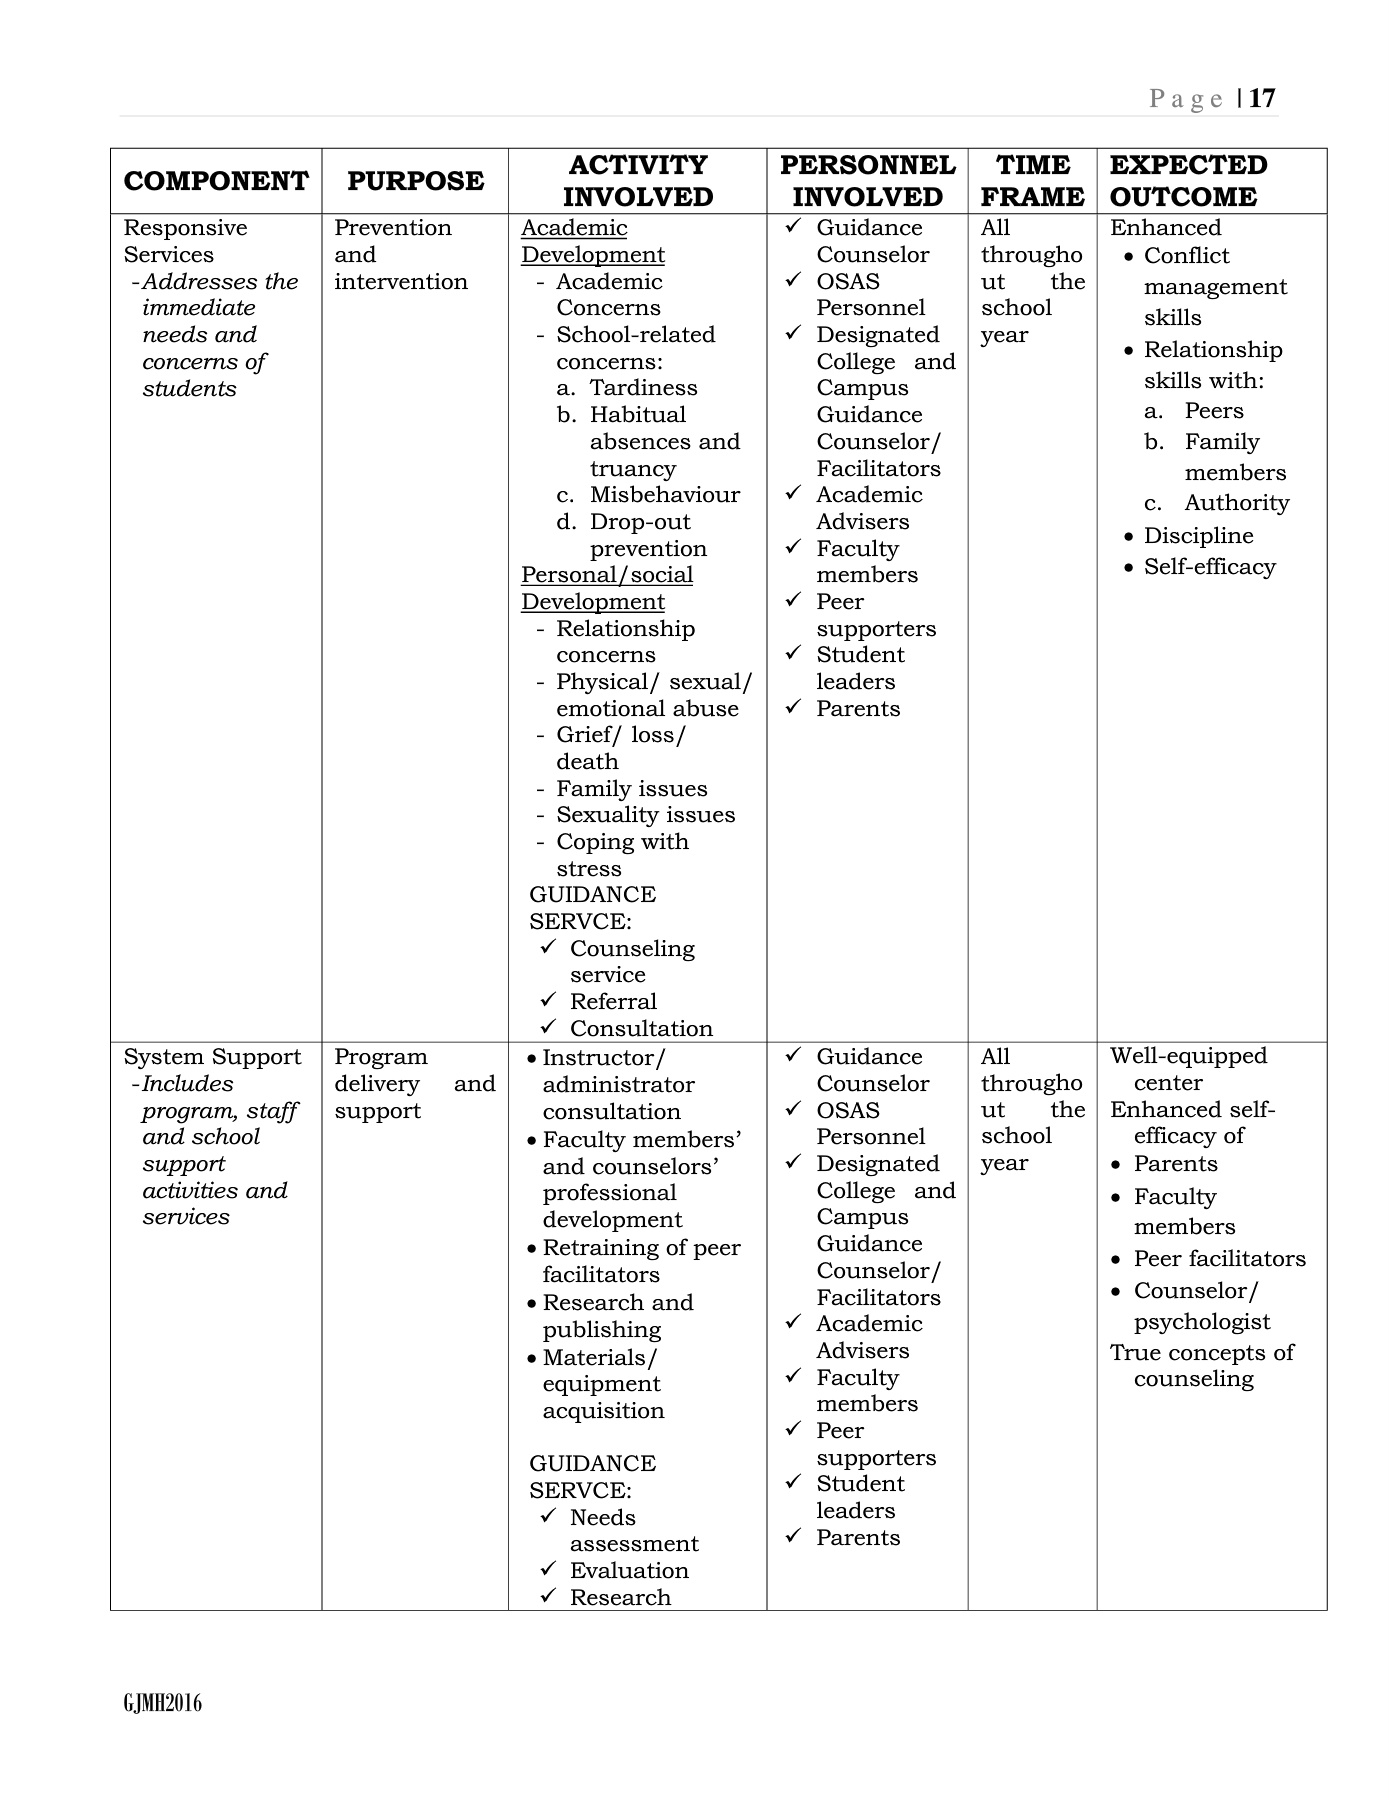 Page | 17
COMPONENT
PURPOSE
ACTIVITY
INVOLVED
PERSONNEL
INVOLVED
TIME
FRAME
EXPECTED
OUTCOME
Responsive
Services
-Addresses the
immediate
needs and
concerns of
students
Prevention
and
intervention
Academic
Development
- Academic
Concerns
- School-related
concerns:
a. Tardiness
b. Habitual
absences and
truancy
c. Misbehaviour
d. Drop-out
prevention
Personal/social
Development
- Relationship
concerns
- Physical/ sexual/
emotional abuse
- Grief/ loss/
death
- Family issues
- Sexuality issues
- Coping with
stress
GUIDANCE
SERVCE:
✓ Counseling
service
✓ Referral
✓ Consultation
✓ Guidance
Counselor
✓ OSAS
Personnel
✓ Designated
College and
Campus
Guidance
Counselor/
Facilitators
✓ Academic
Advisers
✓ Faculty
members
✓ Peer
supporters
✓ Student
leaders
✓ Parents
All
througho
ut the
school
year
Enhanced
• Conflict
management
skills
• Relationship
skills with:
a. Peers
b. Family
members
c. Authority
• Discipline
• Self-efficacy
System Support
-Includes
program, staff
and school
support
activities and
services
Program
delivery and
support
• Instructor/
administrator
consultation
• Faculty members’
and counselors’
professional
development
• Retraining of peer
facilitators
• Research and
publishing
• Materials/
equipment
acquisition
GUIDANCE
SERVCE:
✓ Needs
assessment
✓ Evaluation
✓ Research
✓ Guidance
Counselor
✓ OSAS
Personnel
✓ Designated
College and
Campus
Guidance
Counselor/
Facilitators
✓ Academic
Advisers
✓ Faculty
members
✓ Peer
supporters
✓ Student
leaders
✓ Parents
All
througho
ut the
school
year
Well-equipped
center
Enhanced self-
efficacy of
• Parents
• Faculty
members
• Peer facilitators
• Counselor/
psychologist
True concepts of
counseling
GJMH2016